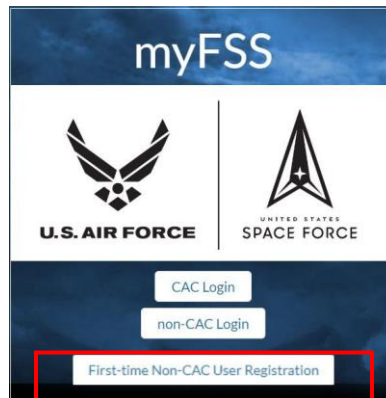 myFSS
U.S. AIR FORCE
UNITED STATES
SPACE FORCE
CAC Login
non-CAC Login
First-time Non-CAC User Registration